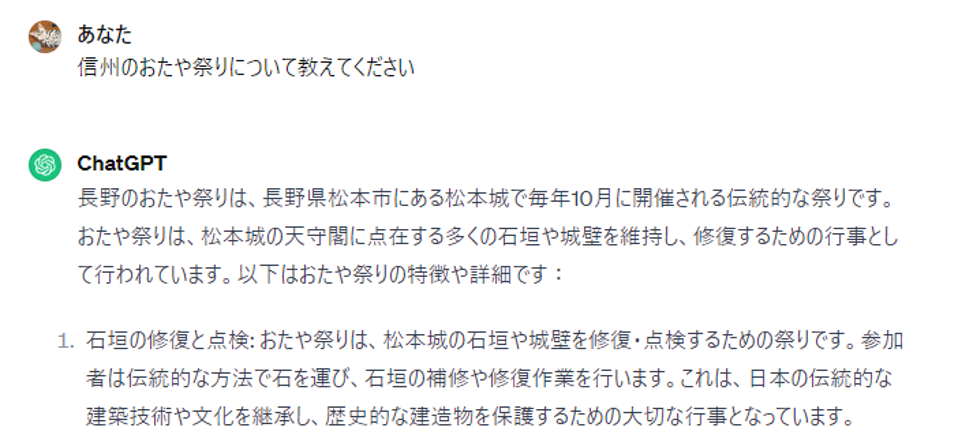 あなた
信州のおたや祭りについて教えてください
ChatGPT
長野のおたや祭りは、長野県松本市にある松本城で毎年10月に開催される伝統的な祭りです。
おたや祭りは、松本城の天守閣に点在する多くの石垣や城壁を維持し、修復するための行事とし
て行われています。以下はおたや祭りの特徴や詳細です：
1. 石垣の修復と点検: おたや祭りは、松本城の石垣や城壁を修復・点検するための祭りです。参加
者は伝統的な方法で石を運び、石垣の補修や修復作業を行います。これは、日本の伝統的な
建築技術や文化を継承し、歴史的な建造物を保護するための大切な行事となっています。